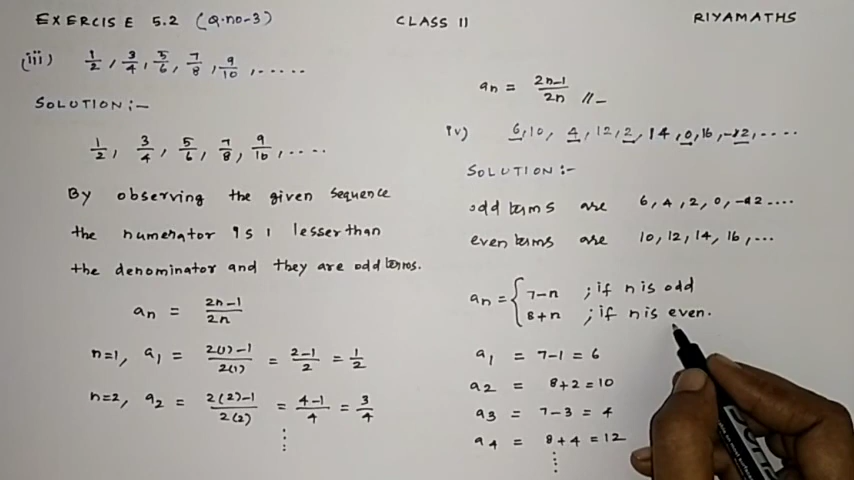 EXERCISE 5.2 (Q.no-3)
CLASS 11
RIYAMATHS
(iii) 1/2, 3/4, 5/6, 7/8, 9/10, .....
SOLUTION:-
1/2, 3/4, 5/6, 7/8, 9/10, ....
By observing the given sequence
the numerator is 1 lesser than
the denominator and they are odd terms.
an = 2n-1/2n
n=1, a1 = 2(1)-1/2(1) = 2-1/2 = 1/2
n=2, a2 = 2(2)-1/2(2) = 4-1/4 = 3/4
⋮
an = 2n-1/2n //
iv) 6, 10, 4, 12, 2, 14, 0, 16, -2, ....
SOLUTION:-
odd terms are 6, 4, 2, 0, -2 ....
even terms are 10, 12, 14, 16, ...
an = { 7-n ; if n is odd
8+n ; if n is even.
a1 = 7-1 = 6
a2 = 8+2 = 10
a3 = 7-3 = 4
a4 = 8+4 = 12
⋮